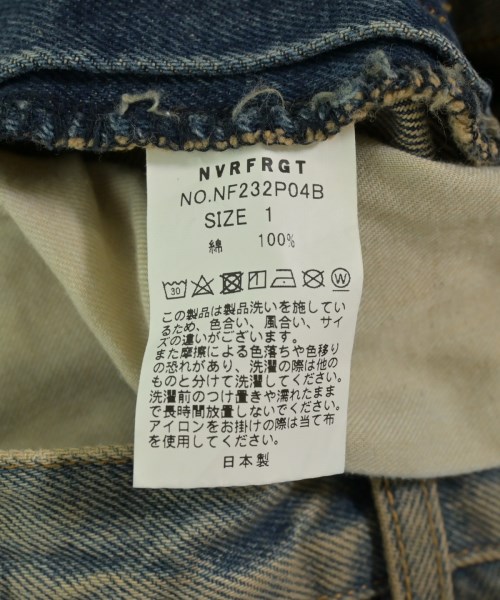 NVRFRGT
NO.NF232P04B
SIZE 1
綿 100%
30 W
この製品は製品洗いを施してい
るため、色合い、風合い、サイ
ズの違いがございます。
また摩擦による色落ちや色移り
の恐れがあり、洗濯の際は他の
ものと分けて洗濯してください。
洗濯前のつけ置きや濡れたまま
で長時間放置しないでください。
アイロンをお掛けの際は当て布
を使用してください。
日本製